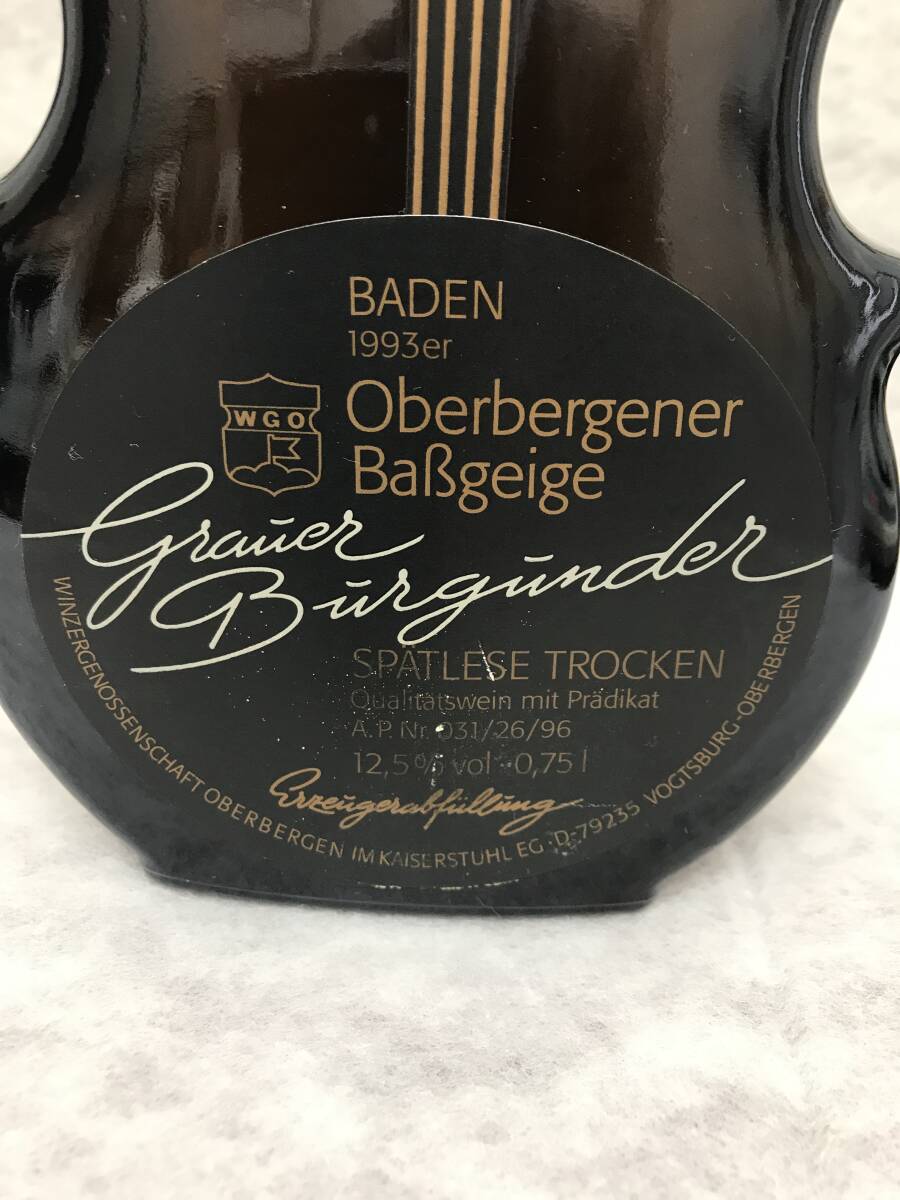 BADEN
1993er
WGO
Oberbergener
Baßgeige
Grauer
Burgunder
SPÄTLESE TROCKEN
Qualitätswein mit Prädikat
A.P. Nr. 031/26/96
12,5% vol 0,75 l
Erzeugerabfüllung
WINZERGENOSSENSCHAFT OBERBERGEN IM KAISERSTUHL EG · D-79235 VOGTSBURG-OBERBERGEN